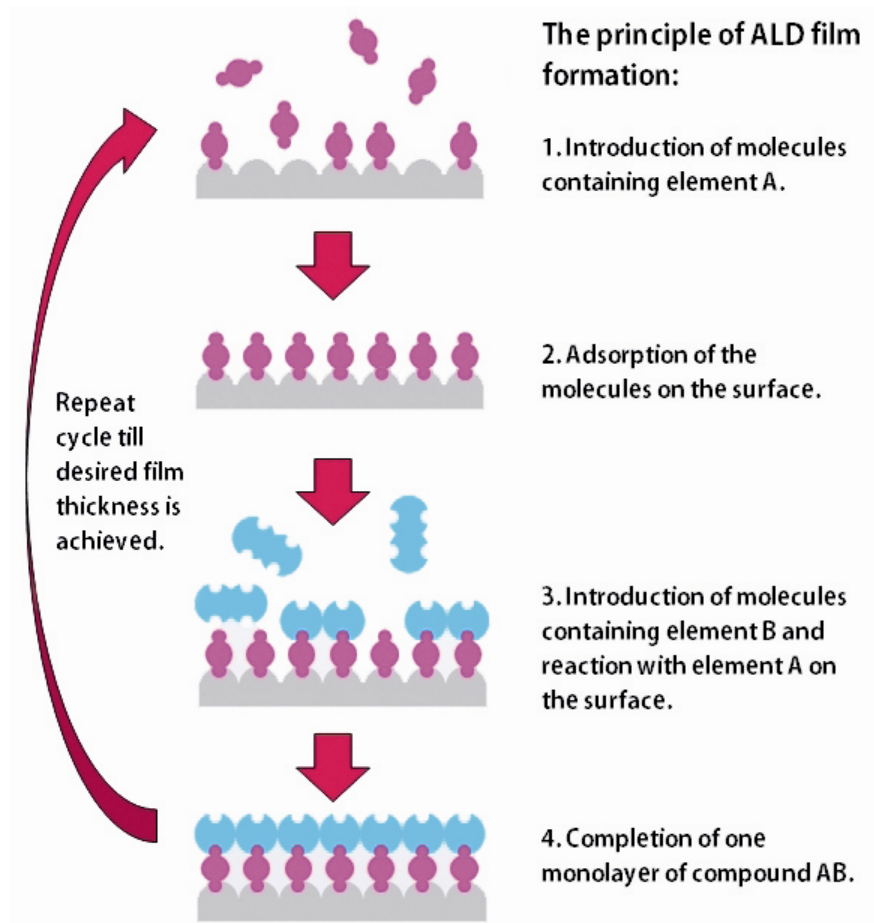 The principle of ALD film
formation:
1. Introduction of molecules
containing element A.
2. Adsorption of the
molecules on the surface.
Repeat
cycle till
desired film
thickness is
achieved.
3. Introduction of molecules
containing element B and
reaction with element A on
the surface.
4. Completion of one
monolayer of compound AB.